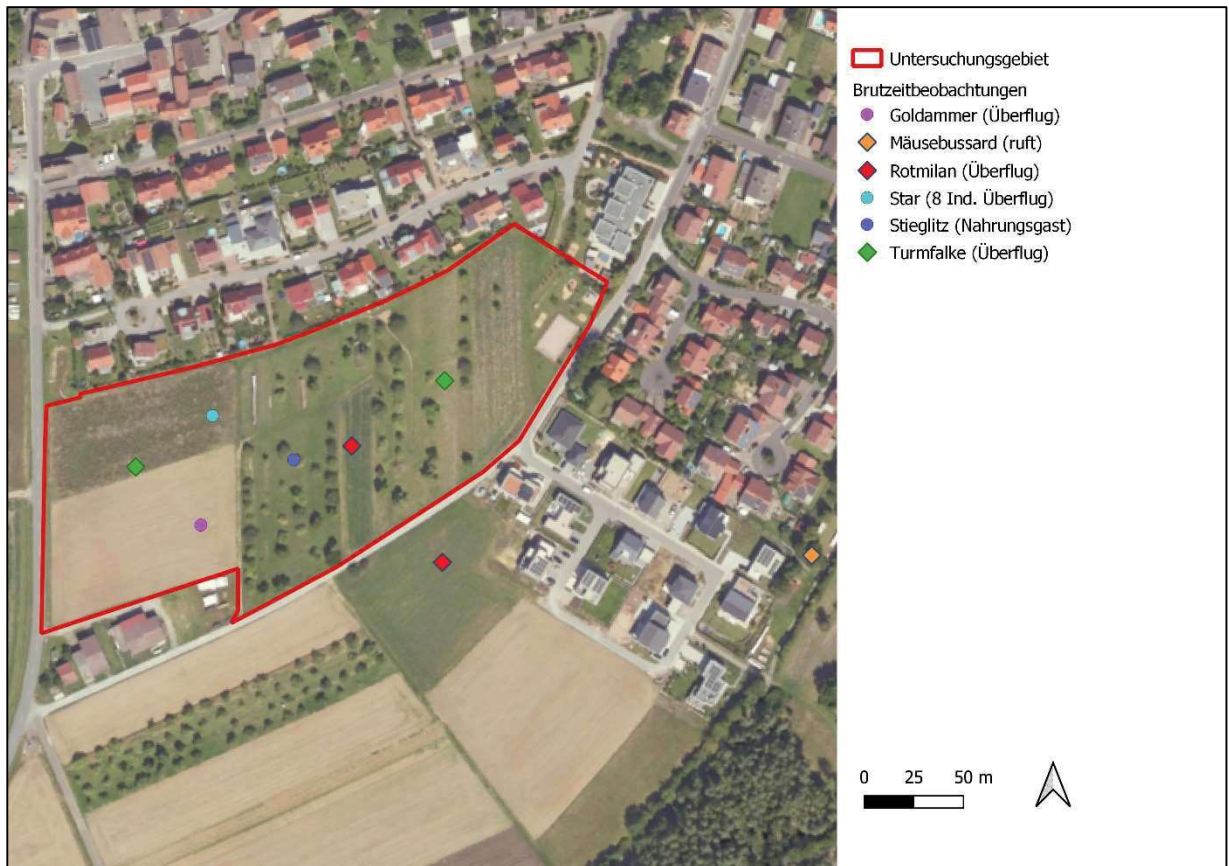 Untersuchungsgebiet
Brutzeitbeobachtungen
Goldammer (Überflug)
Mäusebussard (ruft)
Rotmilan (Überflug)
Star (8 Ind. Überflug)
Stieglitz (Nahrungsgast)
Turmfalke (Überflug)
0 25 50 m